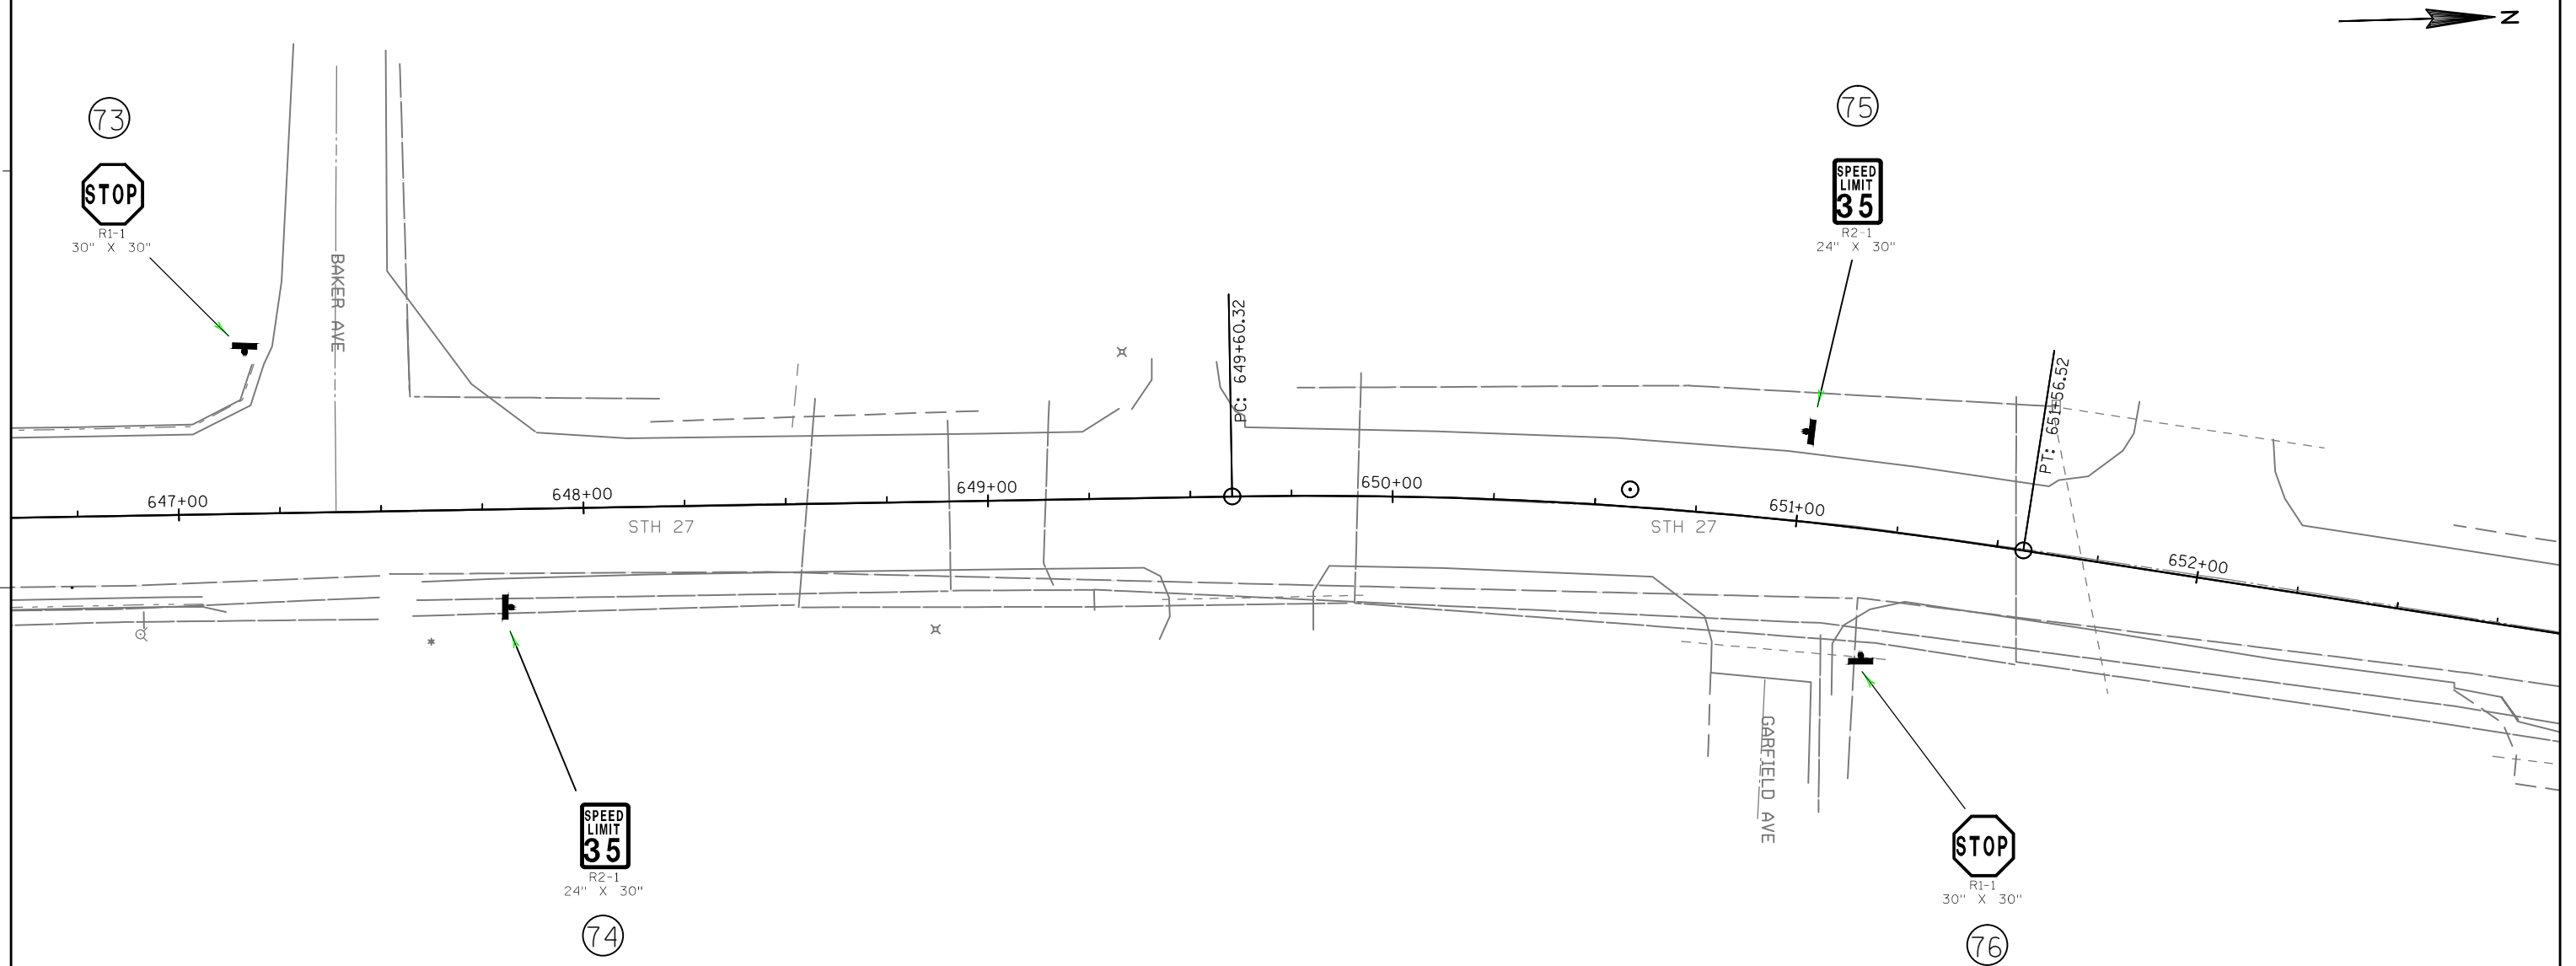 N
73
STOP
R1-1
30" X 30"
BAKER AVE
75
SPEED
LIMIT
35
R2-1
24" X 30"
PC: 649+60.32
PT: 651+56.52
647+00
648+00
649+00
650+00
651+00
652+00
STH 27
STH 27
GARFIELD AVE
SPEED
LIMIT
35
R2-1
24" X 30"
74
STOP
R1-1
30" X 30"
76